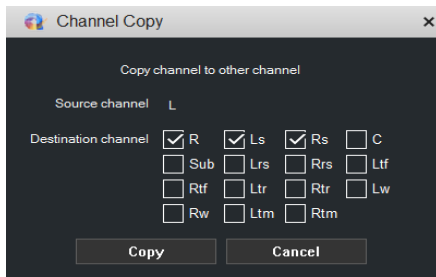 Channel Copy
Copy channel to other channel
Source channel L
Destination channel R Ls Rs C
Sub Lrs Rrs Ltf
Rtf Ltr Rtr Lw
Rw Ltm Rtm
Copy Cancel